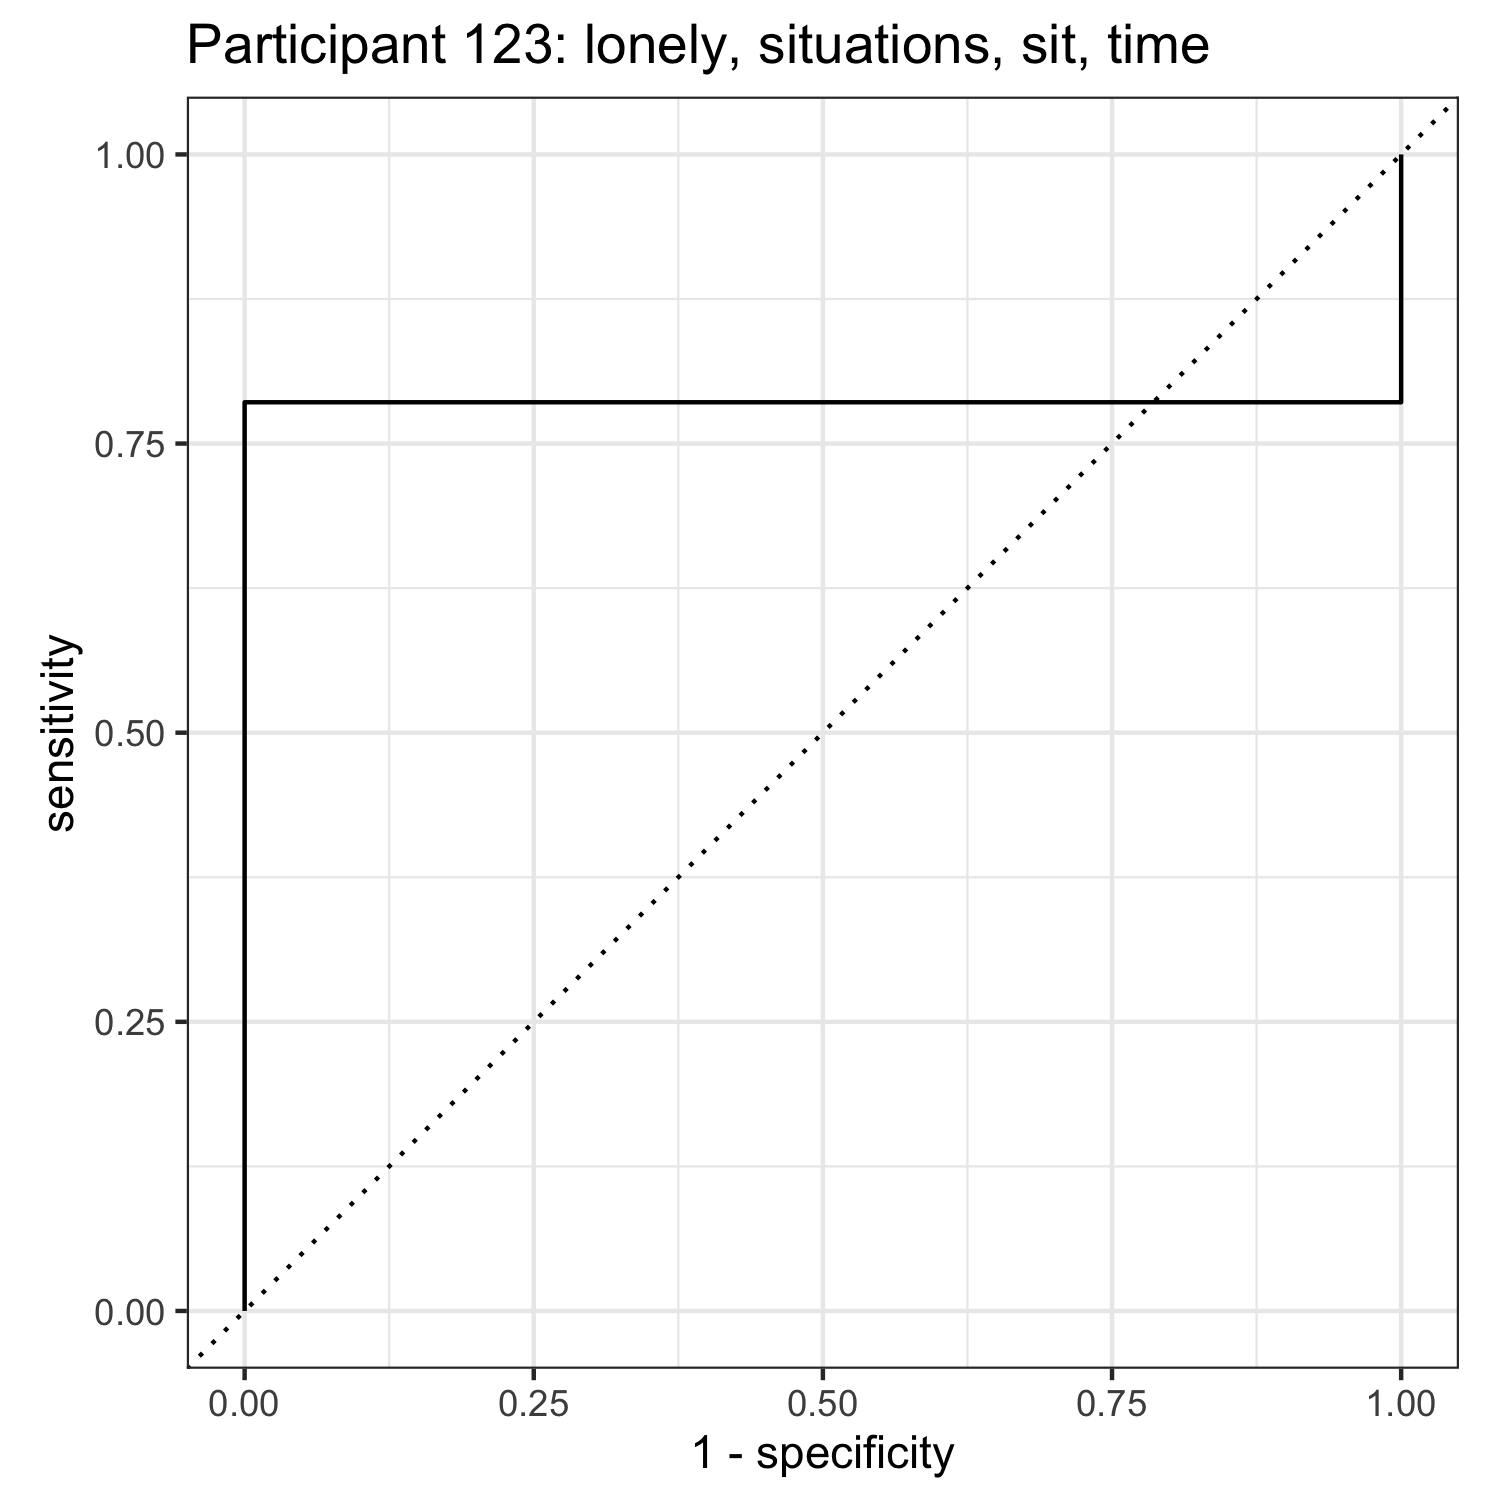 Participant 123: lonely, situations, sit, time
1.00
0.75
0.50
0.25
0.00
sensitivity
0.00 0.25 0.50 0.75 1.00
1 - specificity